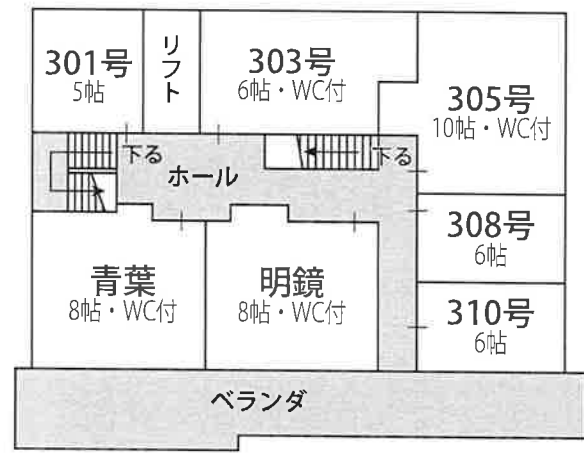 301号
5帖
リフト
303号
6帖・WC付
305号
10帖・WC付
下る
下る
ホール
308号
6帖
青葉
8帖・WC付
明鏡
8帖・WC付
310号
6帖
ベランダ